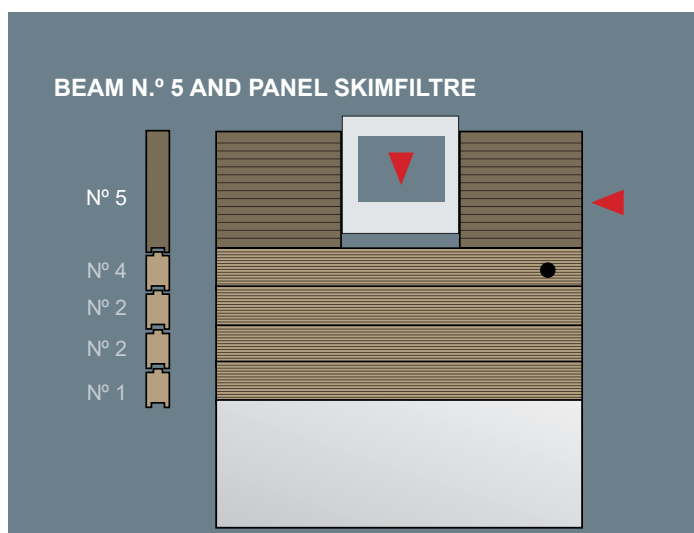 BEAM N.º 5 AND PANEL SKIMFILTRE
Nº 5
Nº 4
Nº 2
Nº 2
Nº 1